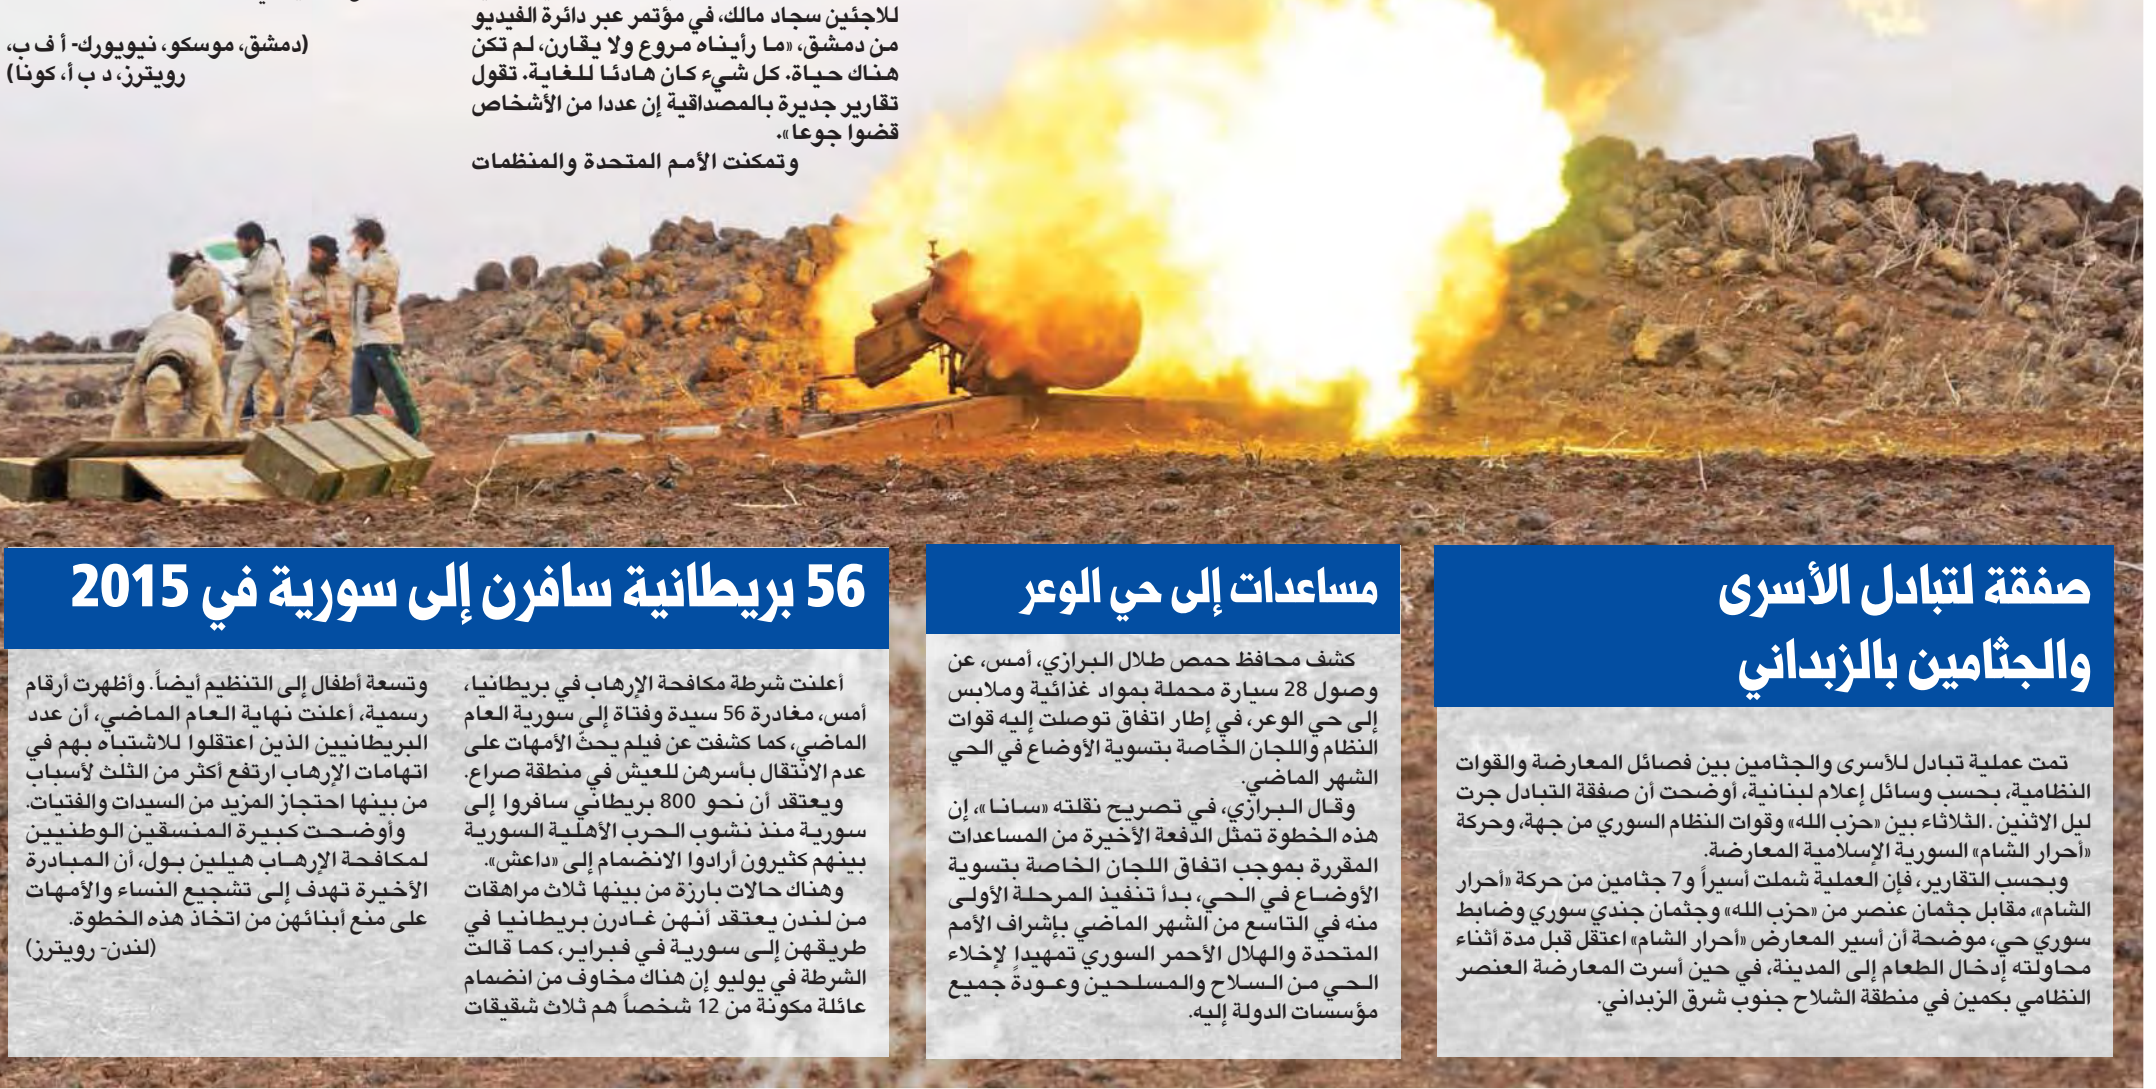 للاجئين سجاد مالك، في مؤتمر عبر دائرة الفيديو
من دمشق، «ما رأيناه مروع ولا يقارن، لم تكن
هناك حياة. كل شيء كان هادئا للغاية. تقول
تقارير جديرة بالمصداقية إن عددا من الأشخاص
قضوا جوعا».
وتمكنت الأمم المتحدة والمنظمات
(دمشق، موسكو، نيويورك- أ ف ب،
رويترز، د ب أ، كونا)
صفقة لتبادل الأسرى
والجثامين بالزبداني
تمت عملية تبادل للأسرى والجثامين بين فصائل المعارضة والقوات
النظامية، بحسب وسائل إعلام لبنانية، أوضحت أن صفقة التبادل جرت
ليل الاثنين . الثلاثاء بين «حزب الله» وقوات النظام السوري من جهة، وحركة
«أحرار الشام» السورية الإسلامية المعارضة.
وبحسب التقارير، فإن العملية شملت أسيراً و7 جثامين من حركة «أحرار
الشام»، مقابل جثمان عنصر من «حزب الله» وجثمان جندي سوري وضابط
سوري حي، موضحة أن أسير المعارض «أحرار الشام» اعتقل قبل مدة أثناء
محاولته إدخال الطعام إلى المدينة، في حين أسرت المعارضة العنصر
النظامي بكمين في منطقة الشلاح جنوب شرق الزبداني.
مساعدات إلى حي الوعر
كشف محافظ حمص طلال البرازي، أمس، عن
وصول 28 سيارة محملة بمواد غذائية وملابس
إلى حي الوعر، في إطار اتفاق توصلت إليه قوات
النظام واللجان الخاصة بتسوية الأوضاع في الحي
الشهر الماضي.
وقال البرازي، في تصريح نقلته «سانا»، إن
هذه الخطوة تمثل الدفعة الأخيرة من المساعدات
المقررة بموجب اتفاق اللجان الخاصة بتسوية
الأوضاع في الحي، بدأ تنفيذ المرحلة الأولى
منه في التاسع من الشهر الماضي بإشراف الأمم
المتحدة والهلال الأحمر السوري تمهيداً لإخلاء
الحي من السلاح والمسلحين وعودة جميع
مؤسسات الدولة إليه.
56 بريطانية سافرن إلى سورية في 2015
أعلنت شرطة مكافحة الإرهاب في بريطانيا،
أمس، مغادرة 56 سيدة وفتاة إلى سورية العام
الماضي، كما كشفت عن فيلم يحثّ الأمهات على
عدم الانتقال بأسرهن للعيش في منطقة صراع.
ويعتقد أن نحو 800 بريطاني سافروا إلى
سورية منذ نشوب الحرب الأهلية السورية
بينهم كثيرون أرادوا الانضمام إلى «داعش».
وهناك حالات بارزة من بينها ثلاث مراهقات
من لندن يعتقد أنهن غادرن بريطانيا في
طريقهن إلى سورية في فبراير، كما قالت
الشرطة في يوليو إن هناك مخاوف من انضمام
عائلة مكونة من 12 شخصاً هم ثلاث شقيقات
وتسعة أطفال إلى التنظيم أيضاً. وأظهرت أرقام
رسمية، أعلنت نهاية العام الماضي، أن عدد
البريطانيين الذين اعتقلوا للاشتباه بهم في
اتهامات الإرهاب ارتفع أكثر من الثلث لأسباب
من بينها احتجاز المزيد من السيدات والفتيات.
وأوضحت كبيرة المنسقين الوطنيين
لمكافحة الإرهاب هيلين بول، أن المبادرة
الأخيرة تهدف إلى تشجيع النساء والأمهات
على منع أبنائهن من اتخاذ هذه الخطوة.
(لندن- رويترز)